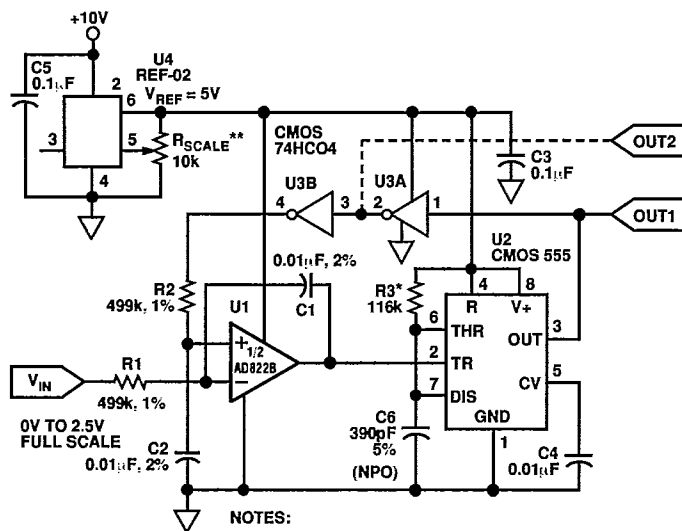 +10V
C5
0.1µF
U4
REF-02
VREF = 5V
2
6
3
5
4
RSCALE**
10k
CMOS
74HCO4
OUT2
C3
0.1µF
U3B
4
3
U3A
2
1
OUT1
U2
CMOS 555
0.01µF, 2%
C1
R2
499k, 1%
R3*
116k
4
8
R
V+
U1
+
1/2
AD822B
–
6
THR
OUT
3
2
TR
7
DIS
CV
5
GND
1
VIN
R1
499k, 1%
0V TO 2.5V
FULL SCALE
C2
0.01µF, 2%
C6
390pF
5%
(NPO)
C4
0.01µF
NOTES: